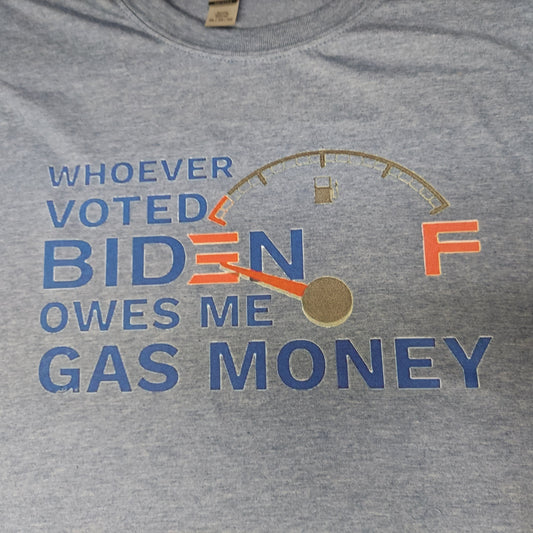 WHOEVER
VOTED
BIDEN
F
OWES ME
GAS MONEY